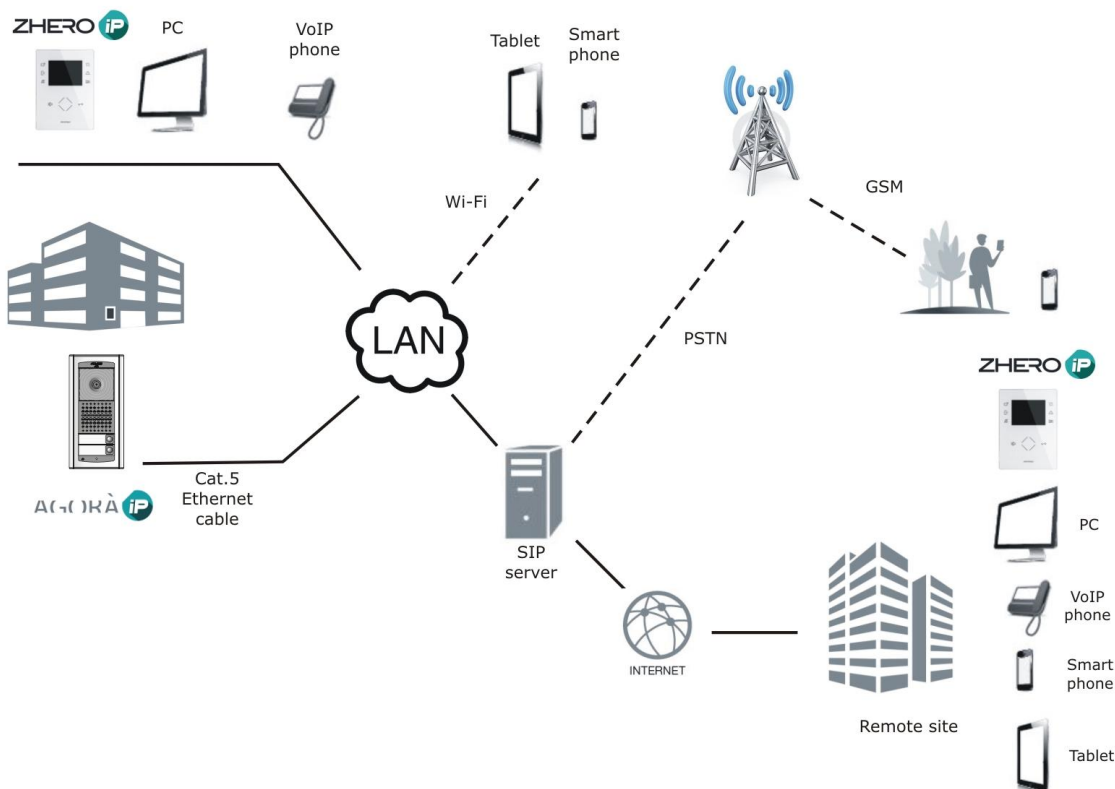 ZHERO iP
PC
VoIP
phone
Tablet
Smart
phone
Wi-Fi
GSM
LAN
PSTN
ZHERO iP
Cat.5
Ethernet
cable
AGORÀ iP
SIP
server
PC
VoIP
phone
INTERNET
Smart
phone
Remote site
Tablet